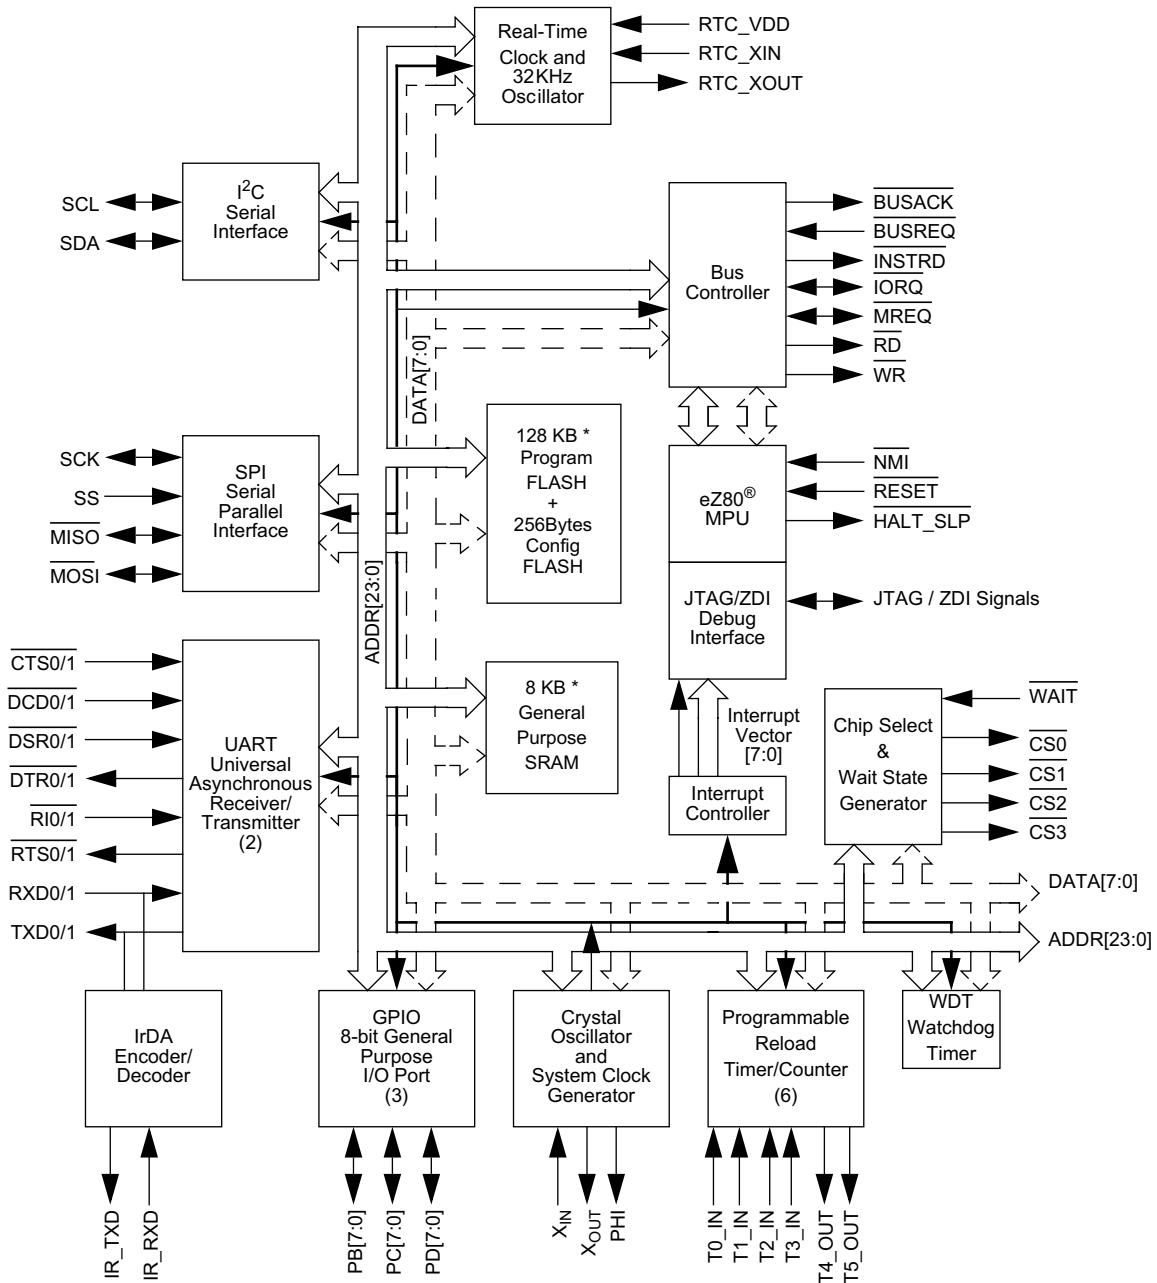 Real-Time
Clock and
32KHz
Oscillator
RTC_VDD
RTC_XIN
RTC_XOUT
I²C
Serial
Interface
SCL
SDA
Bus
Controller
BUSACK
BUSREQ
INSTRD
IORQ
MREQ
RD
WR
DATA[7:0]
ADDR[23:0]
SPI
Serial
Parallel
Interface
SCK
SS
MISO
MOSI
128 KB *
Program
FLASH
+
256Bytes
Config
FLASH
eZ80®
MPU
NMI
RESET
HALT_SLP
JTAG/ZDI
Debug
Interface
JTAG / ZDI Signals
UART
Universal
Asynchronous
Receiver/
Transmitter
(2)
CTS0/1
DCD0/1
DSR0/1
DTR0/1
RI0/1
RTS0/1
RXD0/1
TXD0/1
8 KB *
General
Purpose
SRAM
Interrupt
Vector
[7:0]
Interrupt
Controller
Chip Select
&
Wait State
Generator
WAIT
CS0
CS1
CS2
CS3
DATA[7:0]
ADDR[23:0]
IrDA
Encoder/
Decoder
GPIO
8-bit General
Purpose
I/O Port
(3)
Crystal
Oscillator
and
System Clock
Generator
Programmable
Reload
Timer/Counter
(6)
WDT
Watchdog
Timer
IR_TXD
IR_RXD
PB[7:0]
PC[7:0]
PD[7:0]
XIN
XOUT
PHI
T0_IN
T1_IN
T2_IN
T3_IN
T4_OUT
T5_OUT